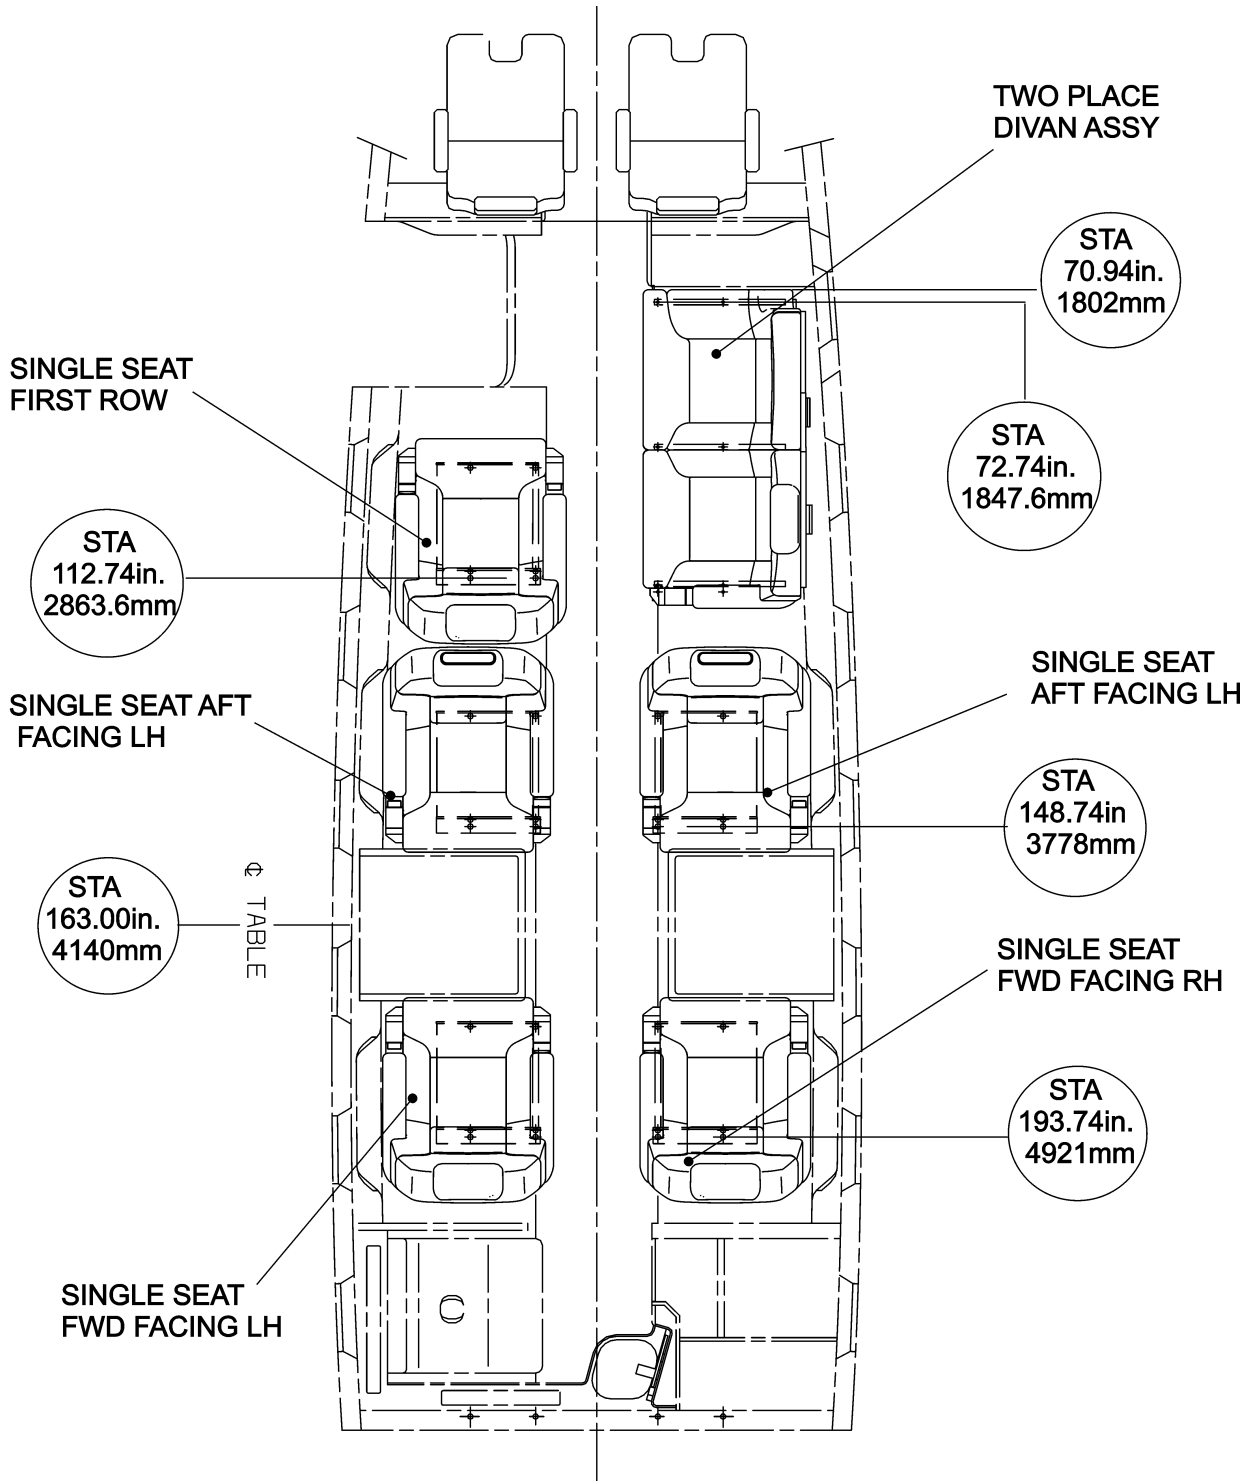 TWO PLACE
DIVAN ASSY
STA
70.94in.
1802mm
SINGLE SEAT
FIRST ROW
STA
72.74in.
1847.6mm
STA
112.74in.
2863.6mm
SINGLE SEAT
AFT FACING LH
SINGLE SEAT AFT
FACING LH
STA
148.74in
3778mm
STA
163.00in.
4140mm
℄ TABLE
SINGLE SEAT
FWD FACING RH
STA
193.74in.
4921mm
SINGLE SEAT
FWD FACING LH